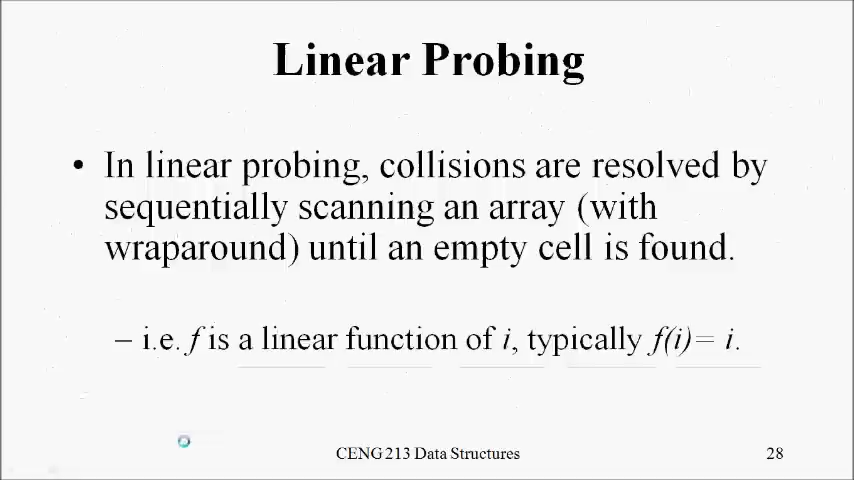 Linear Probing
• In linear probing, collisions are resolved by
sequentially scanning an array (with
wraparound) until an empty cell is found.
– i.e. f is a linear function of i, typically f(i)= i.
CENG 213 Data Structures
28